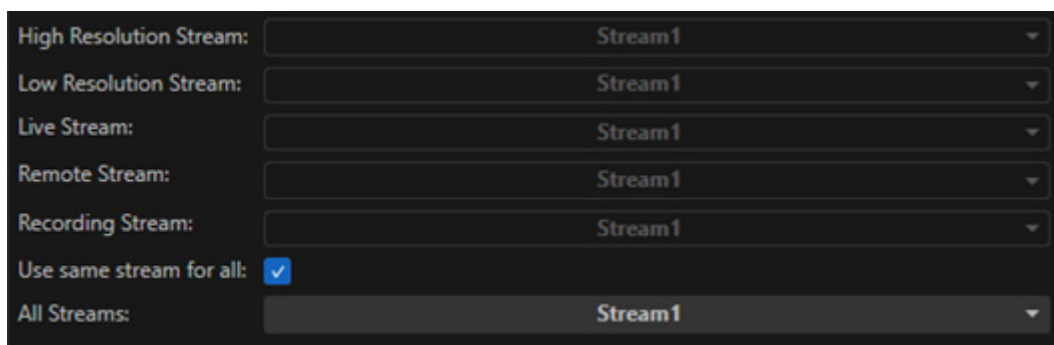 High Resolution Stream: Stream1
Low Resolution Stream: Stream1
Live Stream: Stream1
Remote Stream: Stream1
Recording Stream: Stream1
Use same stream for all:
All Streams: Stream1